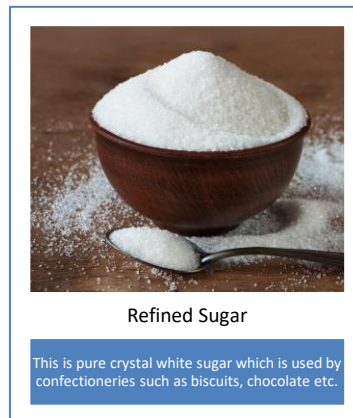 Refined Sugar
This is pure crystal white sugar which is used by
confectioneries such as biscuits, chocolate etc.